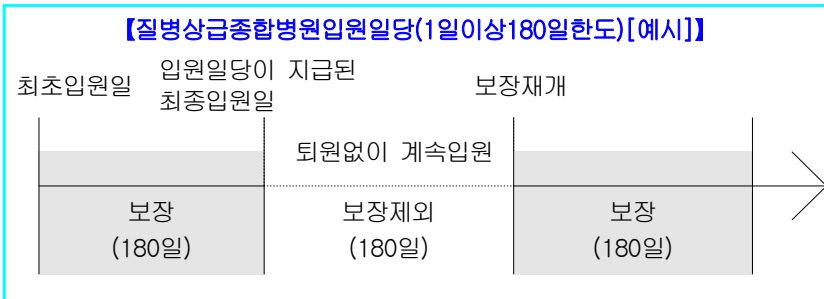 【질병상급종합병원입원일당(1일이상180일한도)[예시]】
최초입원일
입원일당이 지급된
최종입원일
보장재개
퇴원없이 계속입원
보장
(180일)
보장제외
(180일)
보장
(180일)